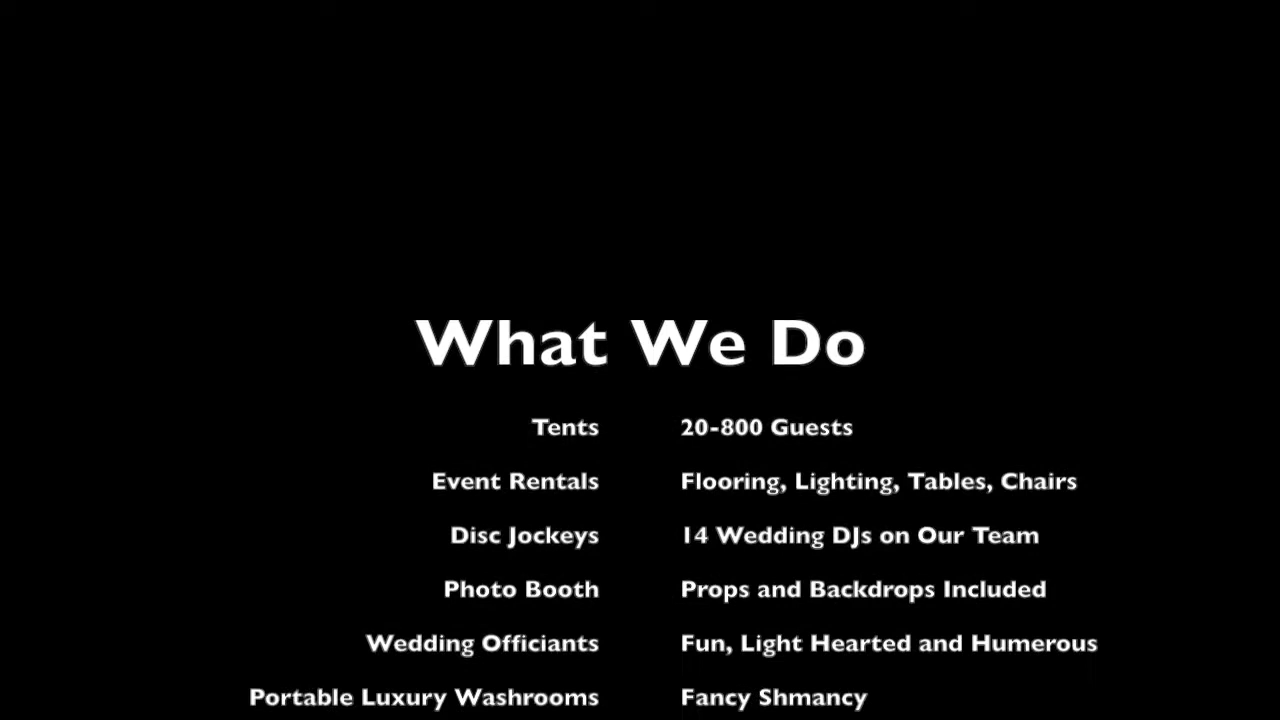 What We Do
Tents 20-800 Guests
Event Rentals Flooring, Lighting, Tables, Chairs
Disc Jockeys 14 Wedding DJs on Our Team
Photo Booth Props and Backdrops Included
Wedding Officiants Fun, Light Hearted and Humerous
Portable Luxury Washrooms Fancy Shmancy